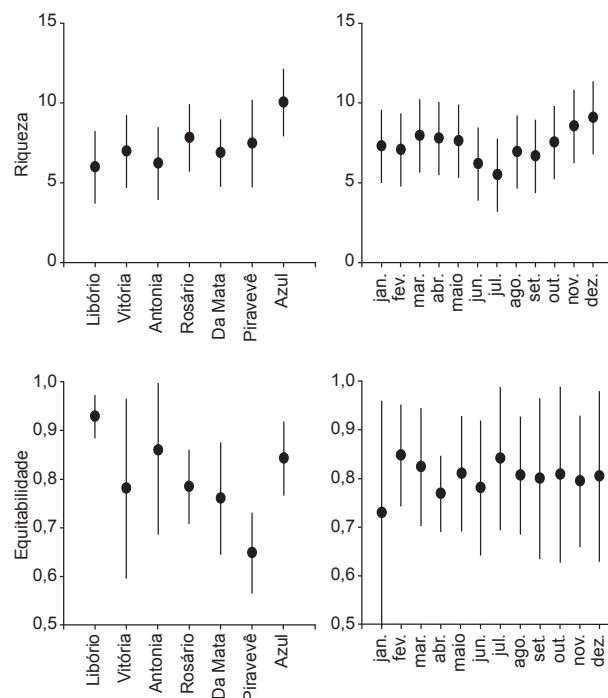 Riqueza
15
10
5
0
Libório
Vitória
Antonia
Rosário
Da Mata
Piravevê
Azul
15
10
5
0
jan.
fev.
mar.
abr.
maio
jun.
jul.
ago.
set.
out.
nov.
dez.
Equitabilidade
1,0
0,9
0,8
0,7
0,6
0,5
Libório
Vitória
Antonia
Rosário
Da Mata
Piravevê
Azul
1,0
0,9
0,8
0,7
0,6
0,5
jan.
fev.
mar.
abr.
maio
jun.
jul.
ago.
set.
out.
nov.
dez.